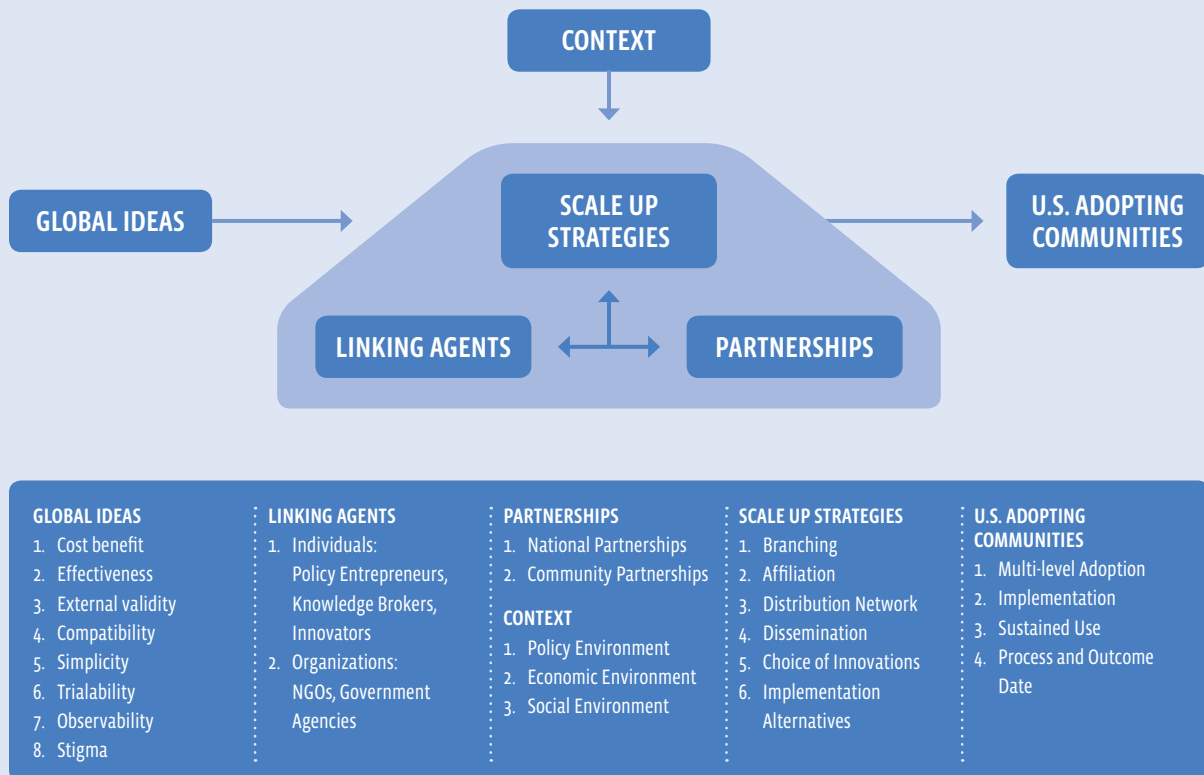 CONTEXT
GLOBAL IDEAS
SCALE UP
STRATEGIES
U.S. ADOPTING
COMMUNITIES
LINKING AGENTS
PARTNERSHIPS
GLOBAL IDEAS
1. Cost benefit
2. Effectiveness
3. External validity
4. Compatibility
5. Simplicity
6. Trialability
7. Observability
8. Stigma
LINKING AGENTS
1. Individuals:
Policy Entrepreneurs,
Knowledge Brokers,
Innovators
2. Organizations:
NGOs, Government
Agencies
PARTNERSHIPS
1. National Partnerships
2. Community Partnerships
CONTEXT
1. Policy Environment
2. Economic Environment
3. Social Environment
SCALE UP STRATEGIES
1. Branching
2. Affiliation
3. Distribution Network
4. Dissemination
5. Choice of Innovations
6. Implementation
Alternatives
U.S. ADOPTING
COMMUNITIES
1. Multi-level Adoption
2. Implementation
3. Sustained Use
4. Process and Outcome
Date